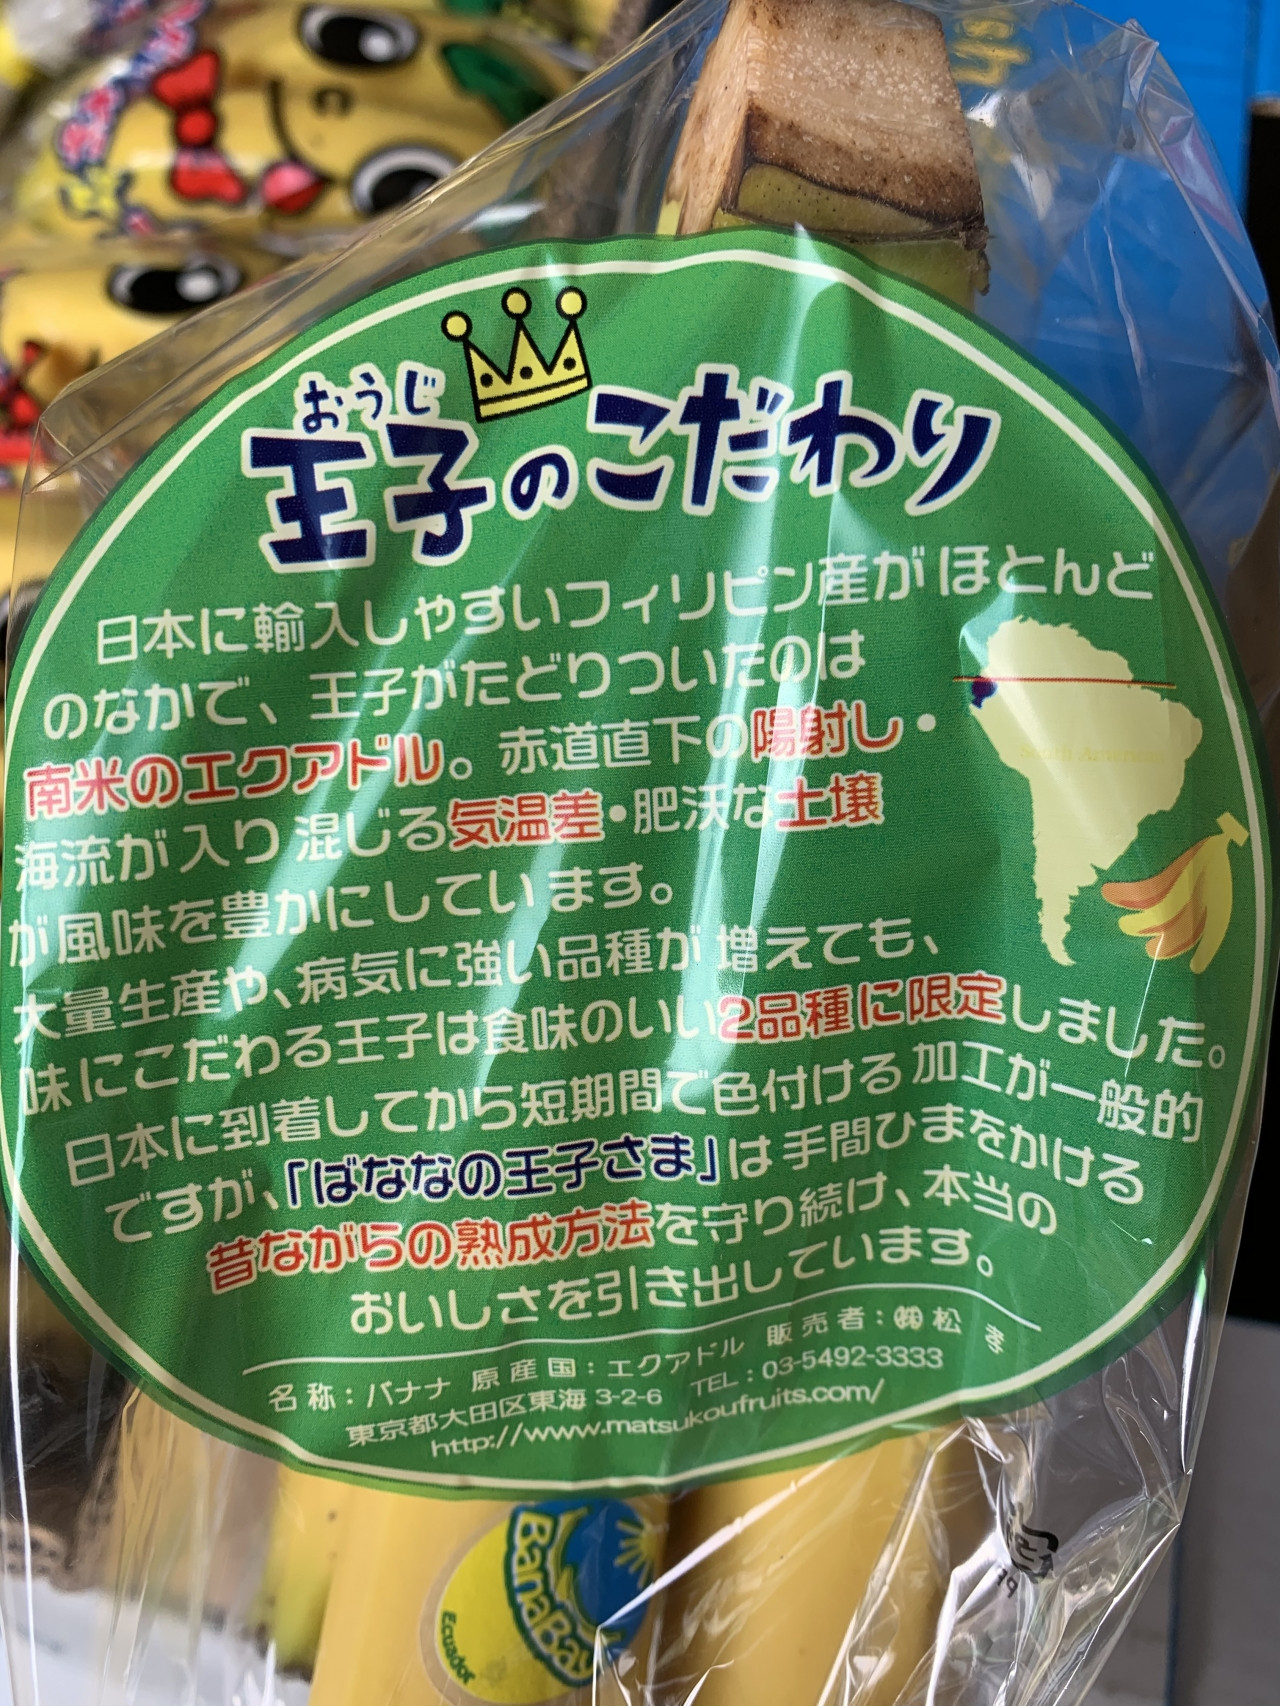 おうじ
王子のこだわり
日本に輸入しやすいフィリピン産がほとんど
のなかで、王子がたどりついたのは
南米のエクアドル。赤道直下の陽射し・
海流が入り混じる気温差・肥沃な土壌
が風味を豊かにしています。
大量生産や、病気に強い品種が増えても、
味にこだわる王子は食味のいい2品種に限定しました。
日本に到着してから短期間で色付ける加工が一般的
ですが、「ばななの王子さま」は手間ひまをかける
昔ながらの熟成方法を守り続け、本当の
おいしさを引き出しています。
名称：バナナ 原産国：エクアドル 販売者：㈱松孝
東京都大田区東海3-2-6 TEL：03-5492-3333
http://www.matsukoufruits.com/
South America
BanaBay
Ecuador